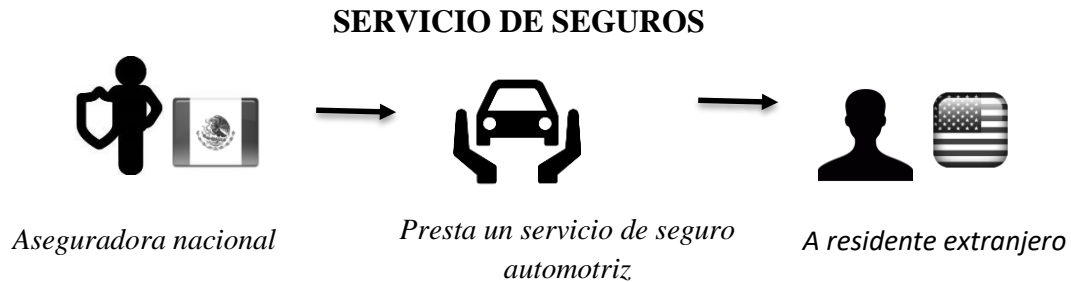 SERVICIO DE SEGUROS
Aseguradora nacional
Presta un servicio de seguro
automotriz
A residente extranjero